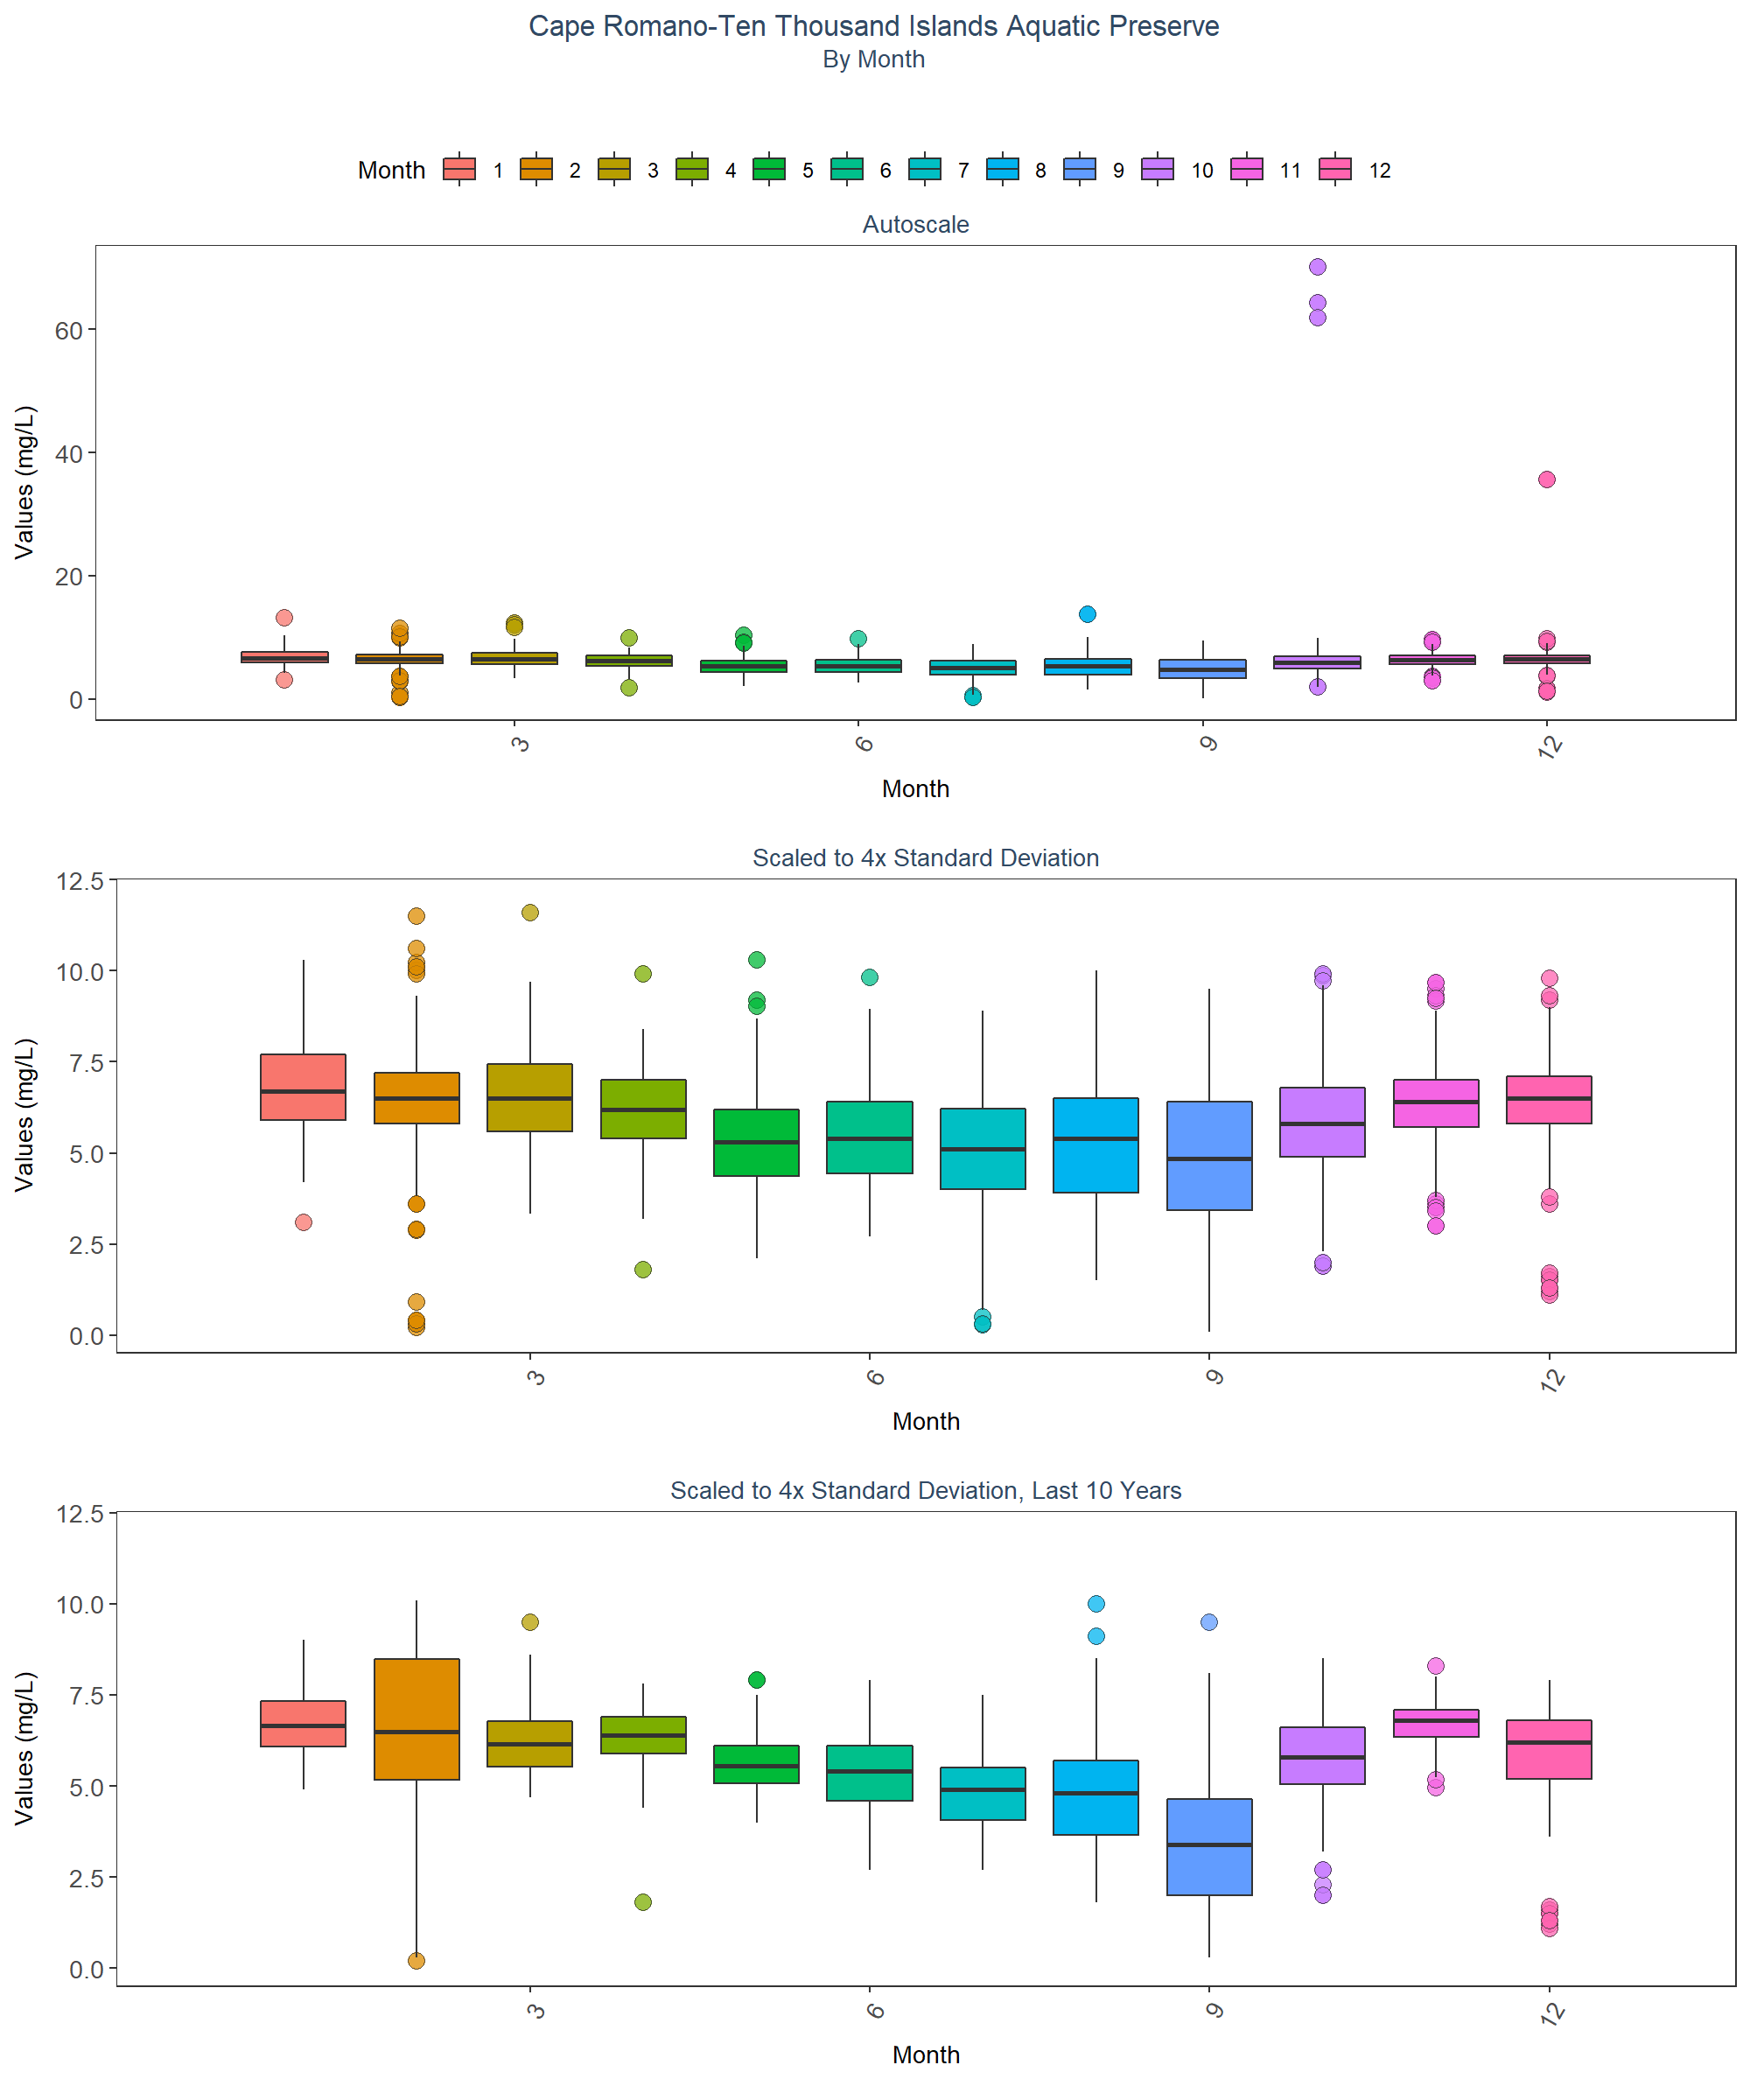 Cape Romano-Ten Thousand Islands Aquatic Preserve
By Month
Month 1 2 3 4 5 6 7 8 9 10 11 12
Autoscale
Values (mg/L)
60
40
20
0
3 6 9 12
Month
Scaled to 4x Standard Deviation
Values (mg/L)
12.5
10.0
7.5
5.0
2.5
0.0
3 6 9 12
Month
Scaled to 4x Standard Deviation, Last 10 Years
Values (mg/L)
12.5
10.0
7.5
5.0
2.5
0.0
3 6 9 12
Month